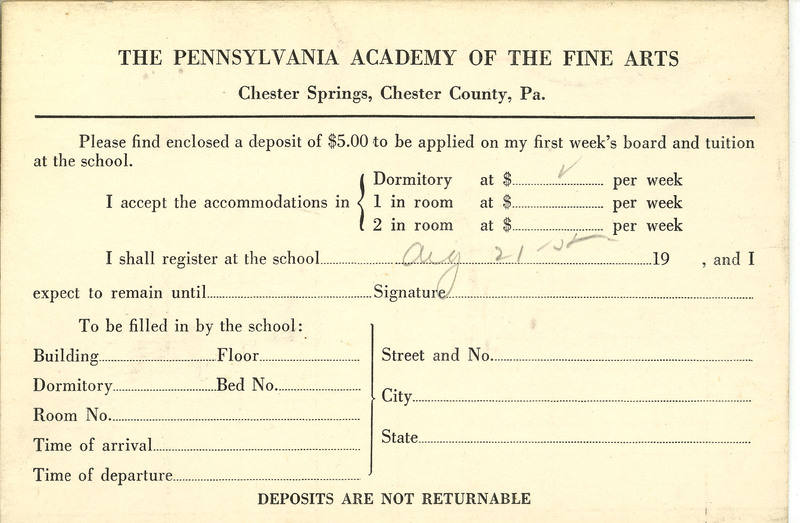 THE PENNSYLVANIA ACADEMY OF THE FINE ARTS
Chester Springs, Chester County, Pa.
Please find enclosed a deposit of $5.00 to be applied on my first week's board and tuition
at the school.
I accept the accommodations in
Dormitory at $ ✓ per week
1 in room at $ per week
2 in room at $ per week
I shall register at the school Aug 21st 19 , and I
expect to remain until Signature
To be filled in by the school:
Building Floor
Dormitory Bed No.
Room No.
Time of arrival
Time of departure
Street and No.
City
State
DEPOSITS ARE NOT RETURNABLE